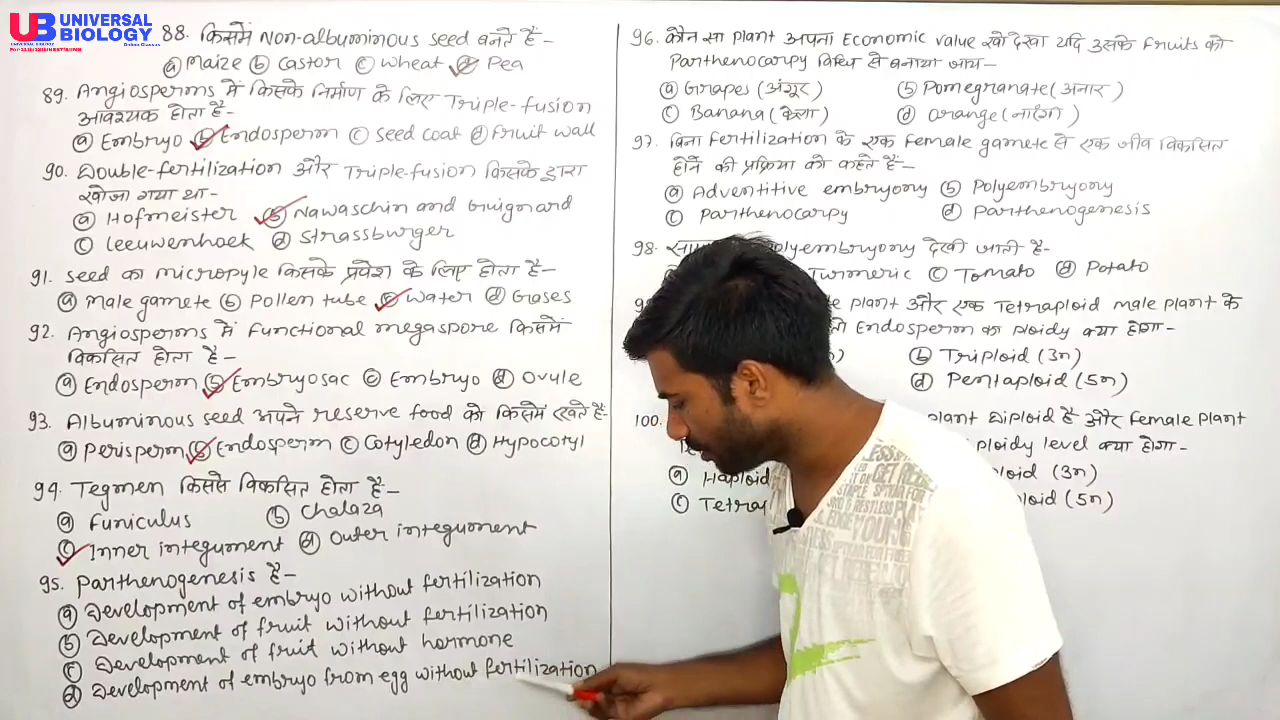 UB UNIVERSAL BIOLOGY
Online Classes
88. किसमें Non-albuminous seed बनते हैं-
(a) Maize (b) Castor (c) wheat (d) Pea
89. Angiosperms में किसके निर्माण के लिए Triple-fusion
आवश्यक होता है-
(a) Embryo (b) Endosperm (c) Seed coat (d) Fruit wall
90. Double-fertilization और Triple-fusion किसके द्वारा
खोजा गया था-
(a) Hofmeister (b) Nawaschin and Guignard
(c) Leeuwenhoek (d) Strassburger
91. Seed का micropyle किसके प्रवेश के लिए होता है-
(a) Male gamete (b) Pollen tube (c) Water (d) Gases
92. Angiosperms में Functional megaspore किसमें
विकसित होता है-
(a) Endosperm (b) Embryosac (c) Embryo (d) Ovule
93. Albuminous seed अपने reserve food को किसमें रखते हैं-
(a) Perisperm (b) Endosperm (c) Cotyledon (d) Hypocotyl
94. Tegmen किससे विकसित होता है-
(a) Funiculus (b) Chalaza
(c) Inner integument (d) Outer integument
95. Parthenogenesis है-
(a) Development of embryo without fertilization
(b) Development of fruit without fertilization
(c) Development of fruit without hormone
(d) Development of embryo from egg without fertilization
96. कौन सा plant अपना Economic value खो देगा यदि उसके Fruits को
Parthenocarpy विधि से बनाया जाय-
(a) Grapes (अंगूर) (b) Pomegranate (अनार)
(c) Banana (केला) (d) Orange (नारंगी)
97. बिना Fertilization के एक Female gamete से एक जीव विकसित
होने की प्रक्रिया को कहते हैं-
(a) Adventitive embryony (b) Polyembryony
(c) Parthenocarpy (d) Parthenogenesis
98. Polyembryony देखी जाती है-
Turmeric (c) Tomato (d) Potato
plant और एक Tetraploid male plant के
Endosperm का Ploidy क्या होगा-
(b) Triploid (3n)
(d) Pentaploid (5n)
100. plant Diploid है और Female plant
ploidy level क्या होगा-
(a) Haploid (3n)
(c) (5n)